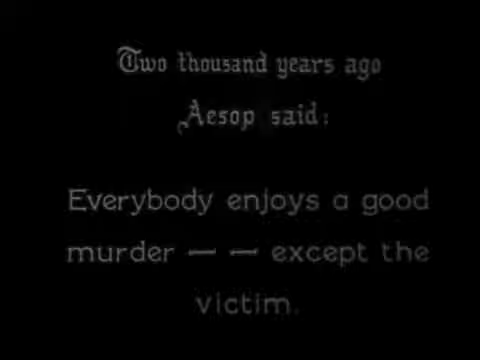 Two thousand years ago
Aesop said:
Everybody enjoys a good
murder — — except the
victim.